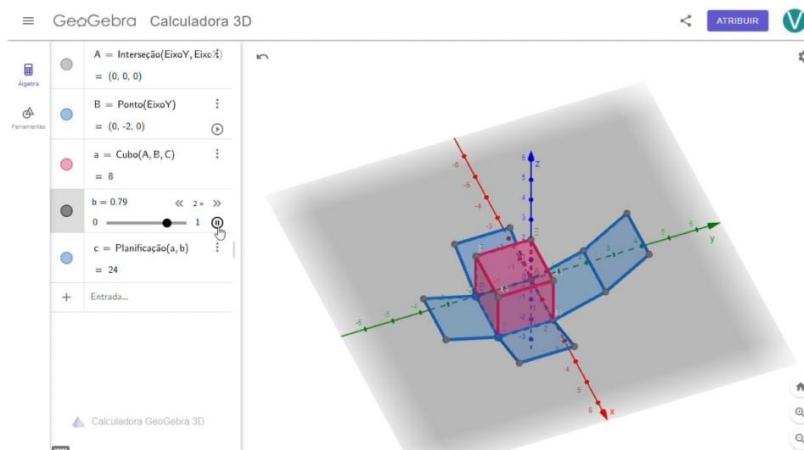 GeoGebra Calculadora 3D
ATRIBUIR
V
Álgebra
Ferramentas
A = Interseção(EixoY, EixoX)
= (0, 0, 0)
B = Ponto(EixoY)
= (0, -2, 0)
a = Cubo(A, B, C)
= 8
b = 0.79
2 ×
0
1
c = Planificação(a, b)
= 24
Entrada...
Calculadora GeoGebra 3D
z
y
x